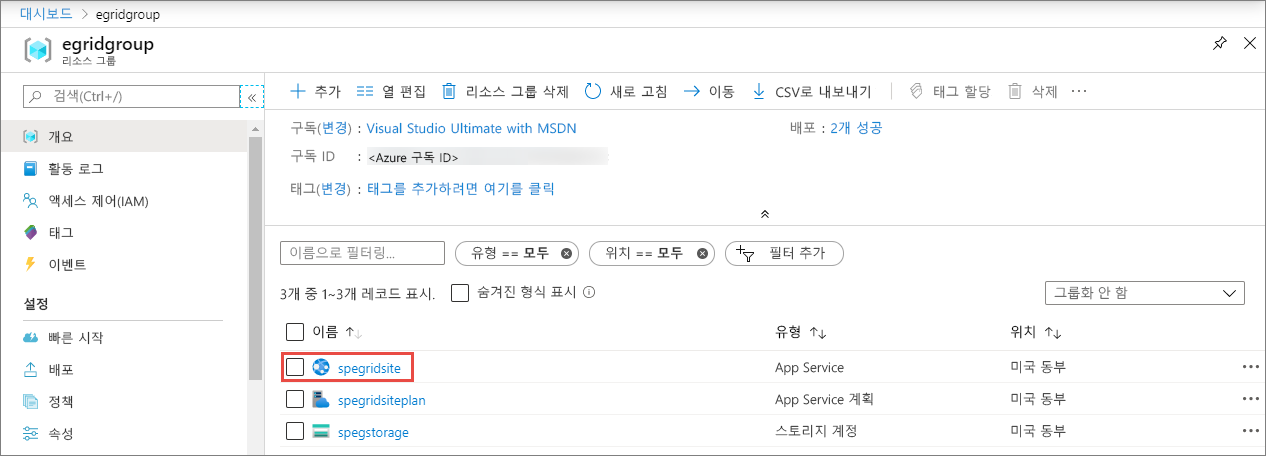 대시보드 > egridgroup
egridgroup
리소스 그룹
검색(Ctrl+/)
«
개요
활동 로그
액세스 제어(IAM)
태그
이벤트
설정
빠른 시작
배포
정책
속성
추가 열 편집 리소스 그룹 삭제 새로 고침 이동 CSV로 내보내기 태그 할당 삭제 ...
구독(변경) : Visual Studio Ultimate with MSDN 배포 : 2개 성공
구독 ID : <Azure 구독 ID>
태그(변경) : 태그를 추가하려면 여기를 클릭
이름으로 필터링... 유형 == 모두 위치 == 모두 필터 추가
3개 중 1~3개 레코드 표시. 숨겨진 형식 표시 그룹화 안 함
이름 ↑↓ 유형 ↑↓ 위치 ↑↓
spegridsite App Service 미국 동부 ...
spegridsiteplan App Service 계획 미국 동부 ...
spegstorage 스토리지 계정 미국 동부 ...